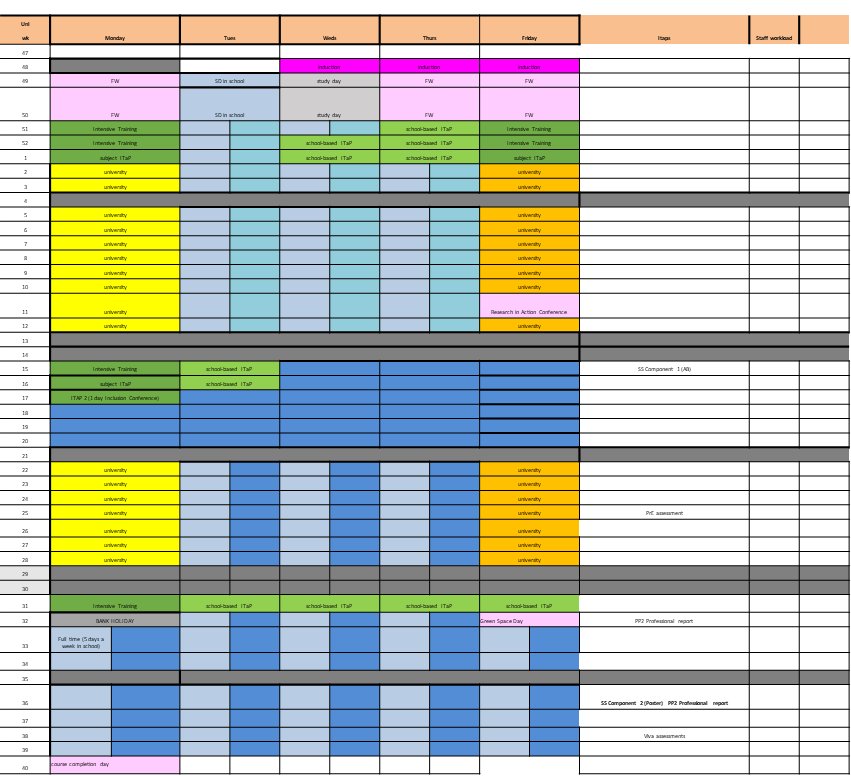 Uni
wk Monday Tues Weds Thurs Friday Itaps Staff workload
47
48 induction induction induction
49 FW SD in school study day FW FW
50 FW SD in school study day FW FW
51 Intensive Training school-based ITaP Intensive Training
52 Intensive Training school-based ITaP school-based ITaP Intensive Training
1 subject ITaP school-based ITaP school-based ITaP subject ITaP
2 university university
3 university university
4
5 university university
6 university university
7 university university
8 university university
9 university university
10 university university
11 university Research in Action Conference
12 university university
13
14
15 Intensive Training school-based ITaP SS Component 1 (AB)
16 subject ITaP school-based ITaP
17 ITAP 2 (1 day Inclusion Conference)
18
19
20
21
22 university university
23 university university
24 university university
25 university university PrE assessment
26 university university
27 university university
28 university university
29
30
31 Intensive Training school-based ITaP school-based ITaP school-based ITaP school-based ITaP
32 BANK HOLIDAY Green Space Day PP2 Professional report
Full time (5 days a
33 week in school)
34
35
36 SS Component 2 (Poster) PP2 Professional report
37
38 Viva assessments
39
40 course completion day